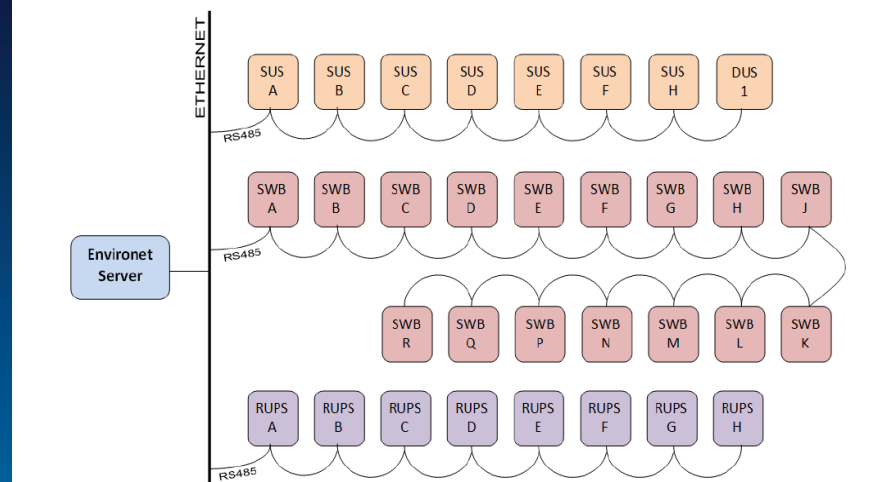 ETHERNET
SUS
A
SUS
B
SUS
C
SUS
D
SUS
E
SUS
F
SUS
H
DUS
1
RS485
SWB
A
SWB
B
SWB
C
SWB
D
SWB
E
SWB
F
SWB
G
SWB
H
SWB
J
RS485
Environet
Server
SWB
R
SWB
Q
SWB
P
SWB
N
SWB
M
SWB
L
SWB
K
RUPS
A
RUPS
B
RUPS
C
RUPS
D
RUPS
E
RUPS
F
RUPS
G
RUPS
H
RS485